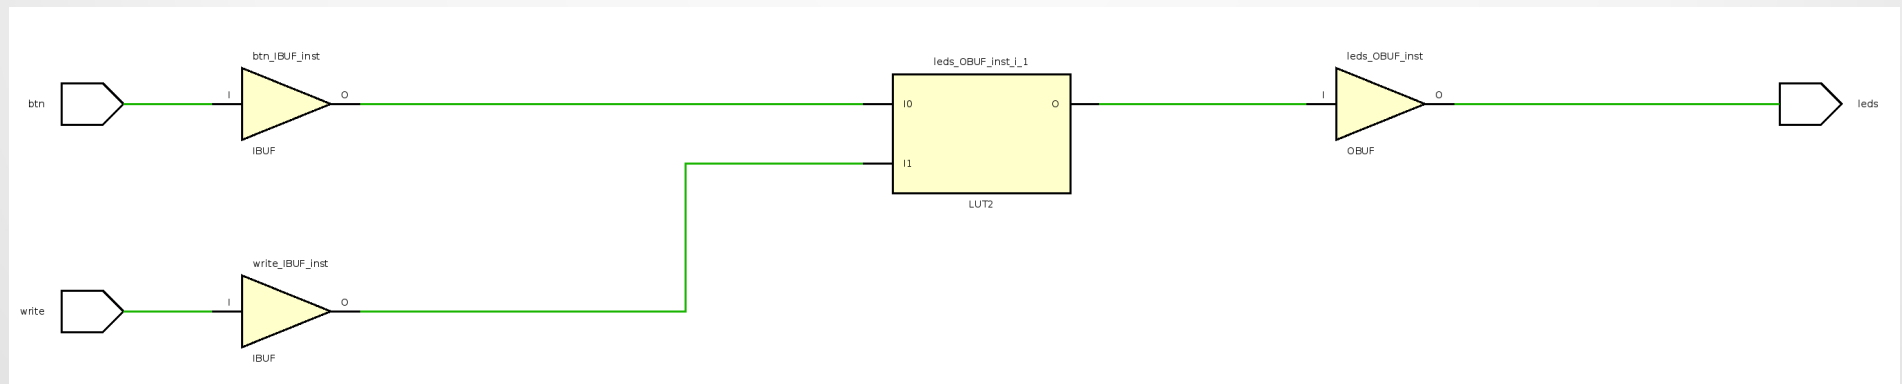 btn_IBUF_inst
leds_OBUF_inst_i_1
leds_OBUF_inst
btn
I
O
I0
O
I
O
leds
IBUF
I1
OBUF
LUT2
write_IBUF_inst
write
I
O
IBUF